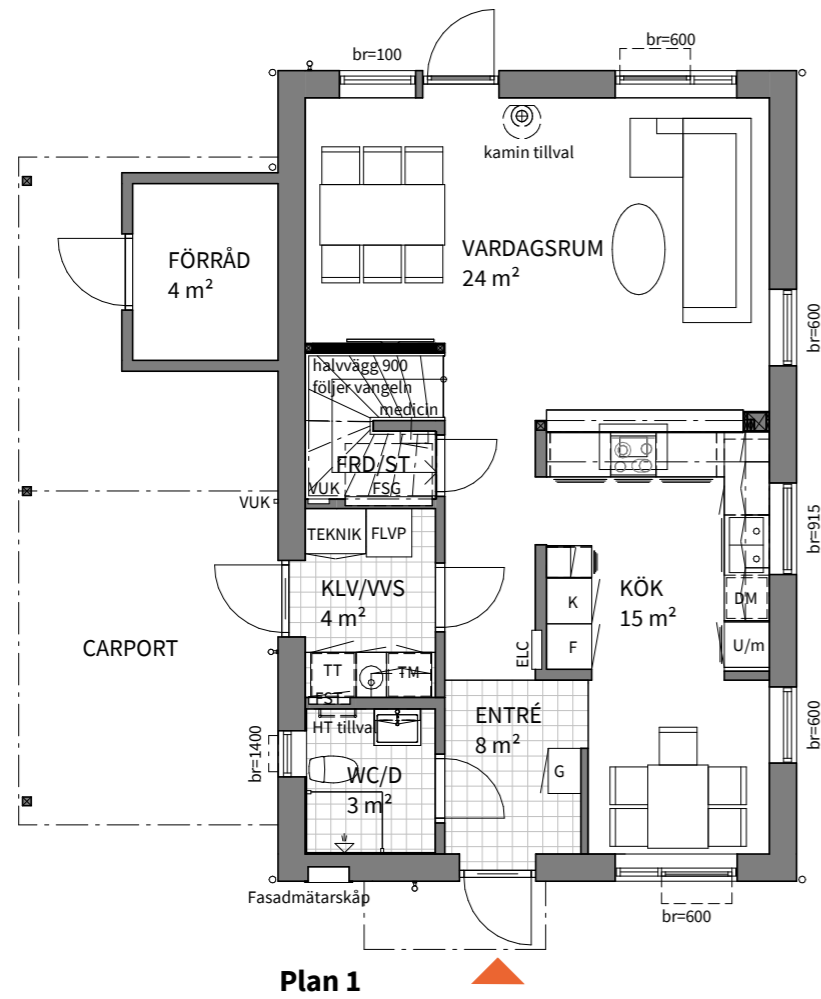 br=100
br=600
kamin tillval
FÖRRÅD
4 m²
VARDAGSRUM
24 m²
br=600
halvvägg 900
följer vangeln
medicin
FRD/ST
VUK
FSG
VUK
TEKNIK
FLVP
br=915
KLV/VVS
4 m²
KÖK
15 m²
K
DM
F
U/m
ELC
CARPORT
TT
TM
FST
HT tillval
ENTRÉ
8 m²
br=600
br=1400
WC/D
3 m²
G
Fasadmätarskåp
br=600
Plan 1